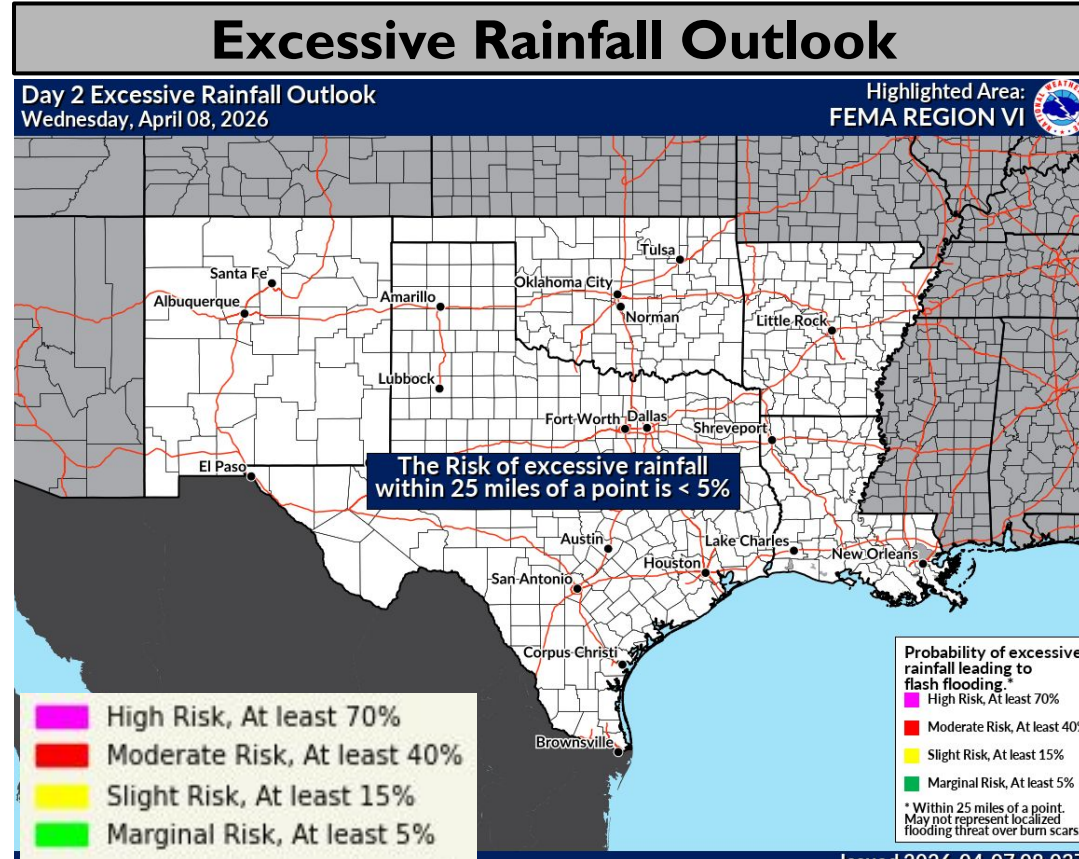 Excessive Rainfall Outlook
Day 2 Excessive Rainfall Outlook
Wednesday, April 08, 2026
Highlighted Area:
FEMA REGION VI
Tulsa
Santa Fe
Oklahoma City
Albuquerque
Amarillo
Norman
Little Rock
Lubbock
Fort Worth
Dallas
Shreveport
El Paso
The Risk of excessive rainfall
within 25 miles of a point is < 5%
Austin
Lake Charles
New Orleans
Houston
San Antonio
Corpus Christi
Brownsville
High Risk, At least 70%
Moderate Risk, At least 40%
Slight Risk, At least 15%
Marginal Risk, At least 5%
Probability of excessive
rainfall leading to
flash flooding.*
High Risk, At least 70%
Moderate Risk, At least 40%
Slight Risk, At least 15%
Marginal Risk, At least 5%
* Within 25 miles of a point.
May not represent localized
flooding threat over burn scars